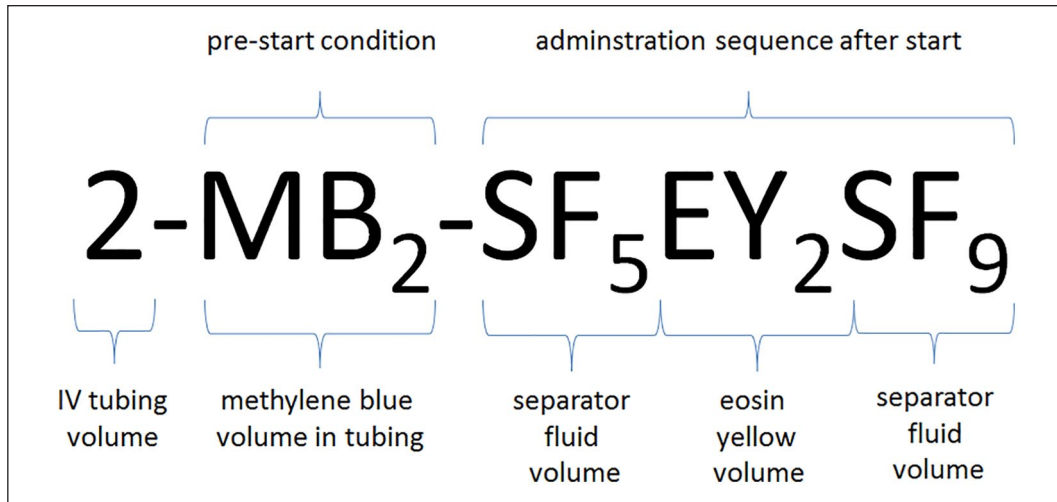 pre-start condition adminstration sequence after start
2-MB₂-SF₅EY₂SF₉
IV tubing methylene blue separator eosin separator
volume volume in tubing fluid yellow fluid
volume volume volume